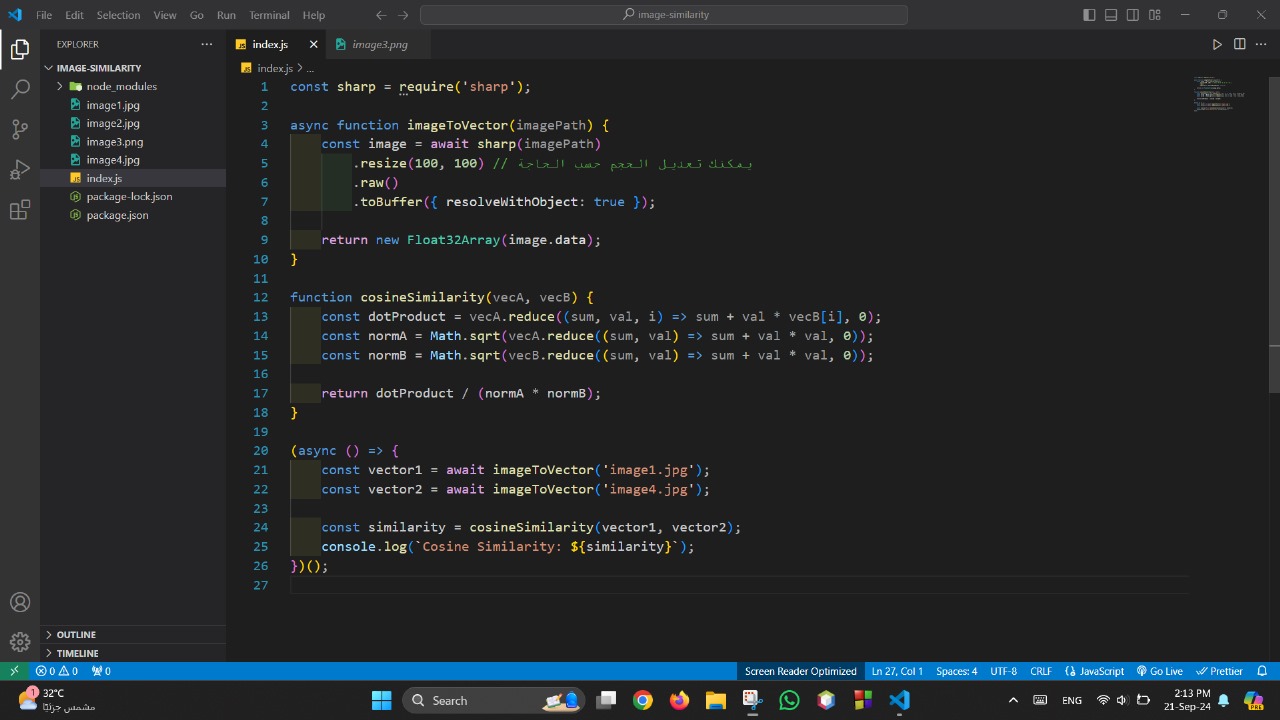 File Edit Selection View Go Run Terminal Help
image-similarity
EXPLORER
IMAGE-SIMILARITY
node_modules
image1.jpg
image2.jpg
image3.png
image4.jpg
index.js
package-lock.json
package.json
OUTLINE
TIMELINE
index.js image3.png
index.js > ...
1 const sharp = require('sharp');
2
3 async function imageToVector(imagePath) {
4 const image = await sharp(imagePath)
5 .resize(100, 100) // يمكنك تعديل الحجم حسب الحاجة
6 .raw()
7 .toBuffer({ resolveWithObject: true });
8
9 return new Float32Array(image.data);
10 }
11
12 function cosineSimilarity(vecA, vecB) {
13 const dotProduct = vecA.reduce((sum, val, i) => sum + val * vecB[i], 0);
14 const normA = Math.sqrt(vecA.reduce((sum, val) => sum + val * val, 0));
15 const normB = Math.sqrt(vecB.reduce((sum, val) => sum + val * val, 0));
16
17 return dotProduct / (normA * normB);
18 }
19
20 (async () => {
21 const vector1 = await imageToVector('image1.jpg');
22 const vector2 = await imageToVector('image4.jpg');
23
24 const similarity = cosineSimilarity(vector1, vector2);
25 console.log(`Cosine Similarity: ${similarity}`);
26 })();
27
0 0 0 Screen Reader Optimized Ln 27, Col 1 Spaces: 4 UTF-8 CRLF JavaScript Go Live Prettier
1 32°C
مشمس جزئيًا
Search
ENG
2:13 PM
21-Sep-24
PRE